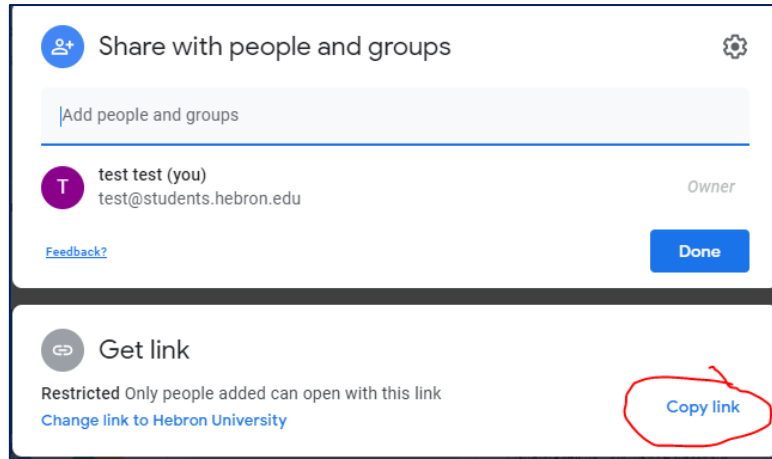 Share with people and groups
Add people and groups
T
test test (you)
test@students.hebron.edu
Owner
Feedback?
Done
Get link
Restricted Only people added can open with this link
Change link to Hebron University
Copy link